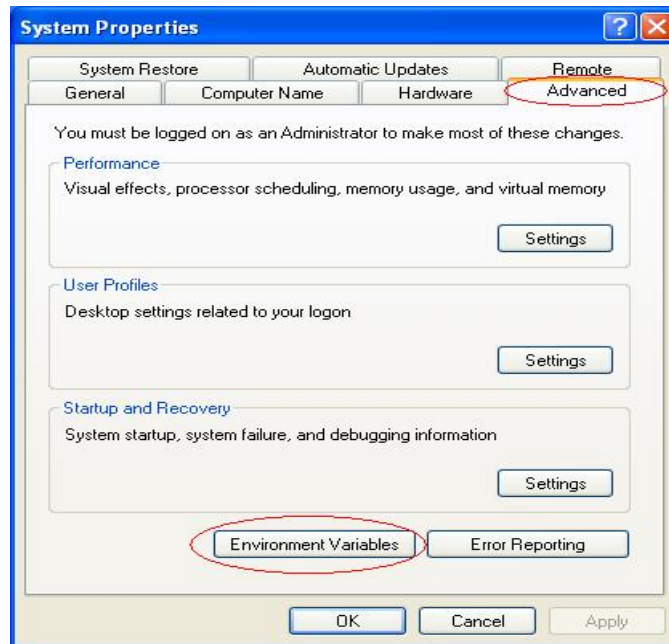 System Properties
System Restore
Automatic Updates
Remote
General
Computer Name
Hardware
Advanced
You must be logged on as an Administrator to make most of these changes.
Performance
Visual effects, processor scheduling, memory usage, and virtual memory
Settings
User Profiles
Desktop settings related to your logon
Settings
Startup and Recovery
System startup, system failure, and debugging information
Settings
Environment Variables
Error Reporting
OK
Cancel
Apply